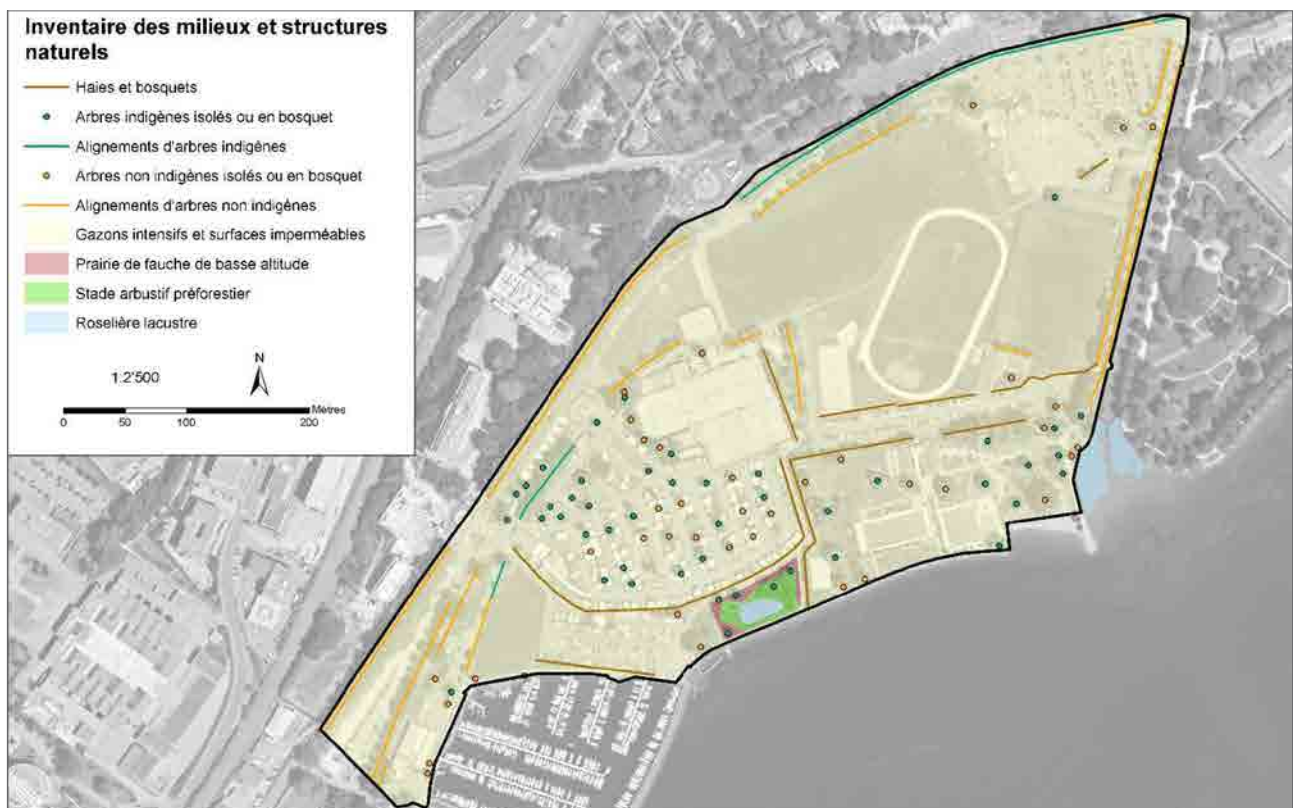 Inventaire des milieux et structures
naturels
Haies et bosquets
Arbres indigènes isolés ou en bosquet
Alignements d'arbres indigènes
Arbres non indigènes isolés ou en bosquet
Alignements d'arbres non indigènes
Gazons intensifs et surfaces imperméables
Prairie de fauche de basse altitude
Stade arbustif préforestier
Roselière lacustre
N
1:2'500
Mètres
0 50 100 200